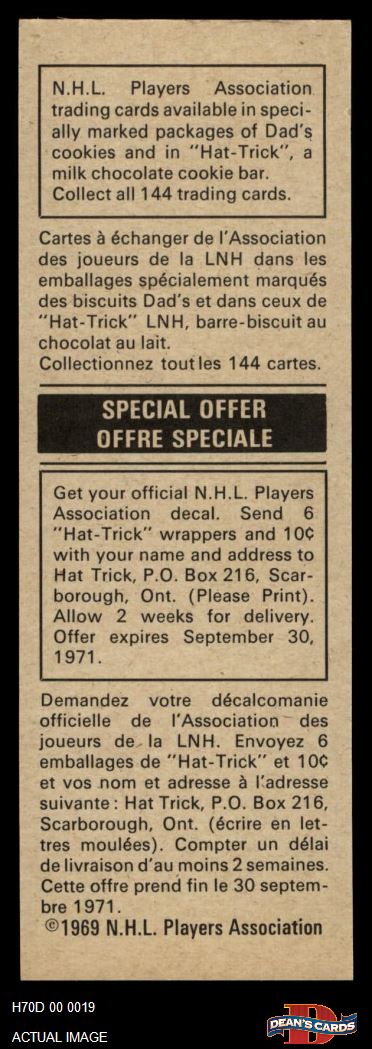 N.H.L. Players Association
trading cards available in speci-
ally marked packages of Dad's
cookies and in "Hat-Trick", a
milk chocolate cookie bar.
Collect all 144 trading cards.
Cartes à échanger de l'Association
des joueurs de la LNH dans les
emballages spécialement marqués
des biscuits Dad's et dans ceux de
"Hat-Trick" LNH, barre-biscuit au
chocolat au lait.
Collectionnez toutles 144 cartes.
SPECIAL OFFER
OFFRE SPECIALE
Get your official N.H.L. Players
Association decal. Send 6
"Hat-Trick" wrappers and 10¢
with your name and address to
Hat Trick, P.O. Box 216, Scar-
borough, Ont. (Please Print).
Allow 2 weeks for delivery.
Offer expires September 30,
1971.
Demandez votre décalcomanie
officielle de l'Association des
joueurs de la LNH. Envoyez 6
emballages de "Hat-Trick" et 10¢
et vos nom et adresse à l'adresse
suivante: Hat Trick, P.O. Box 216,
Scarborough, Ont. (écrire en let-
tres moulées). Compter un délai
de livraison d'au moins 2 semaines.
Cette offre prend fin le 30 septem-
bre 1971.
©1969 N.H.L. Players Association
H70D 00 0019
ACTUAL IMAGE
D
DEAN'S CARDS